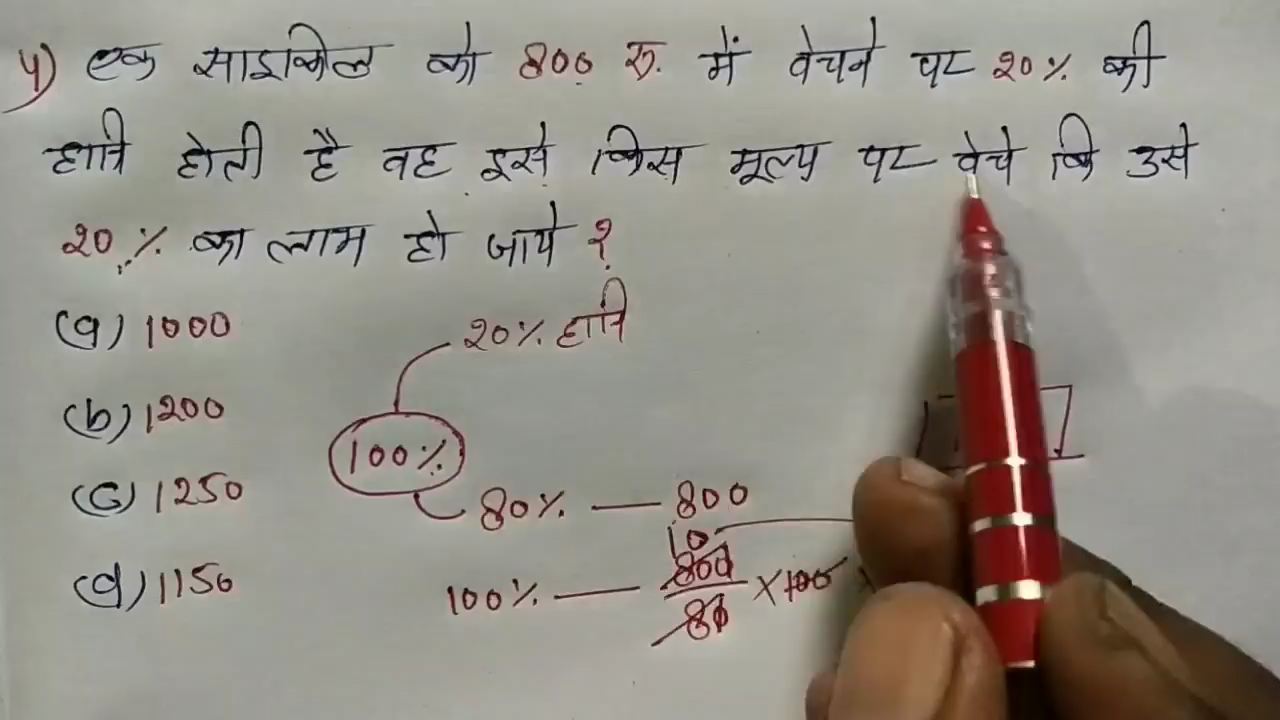 4) एक साइकिल को 800 रु. में बेचने पर 20% की
हानि होती है वह इसे किस मूल्य पर बेचे कि उसे
20% का लाभ हो जाये ?
(a) 1000
(b) 1200
(c) 1250
(d) 1150
20% हानि
100%
80% — 800
10
100% — 800/80 × 100